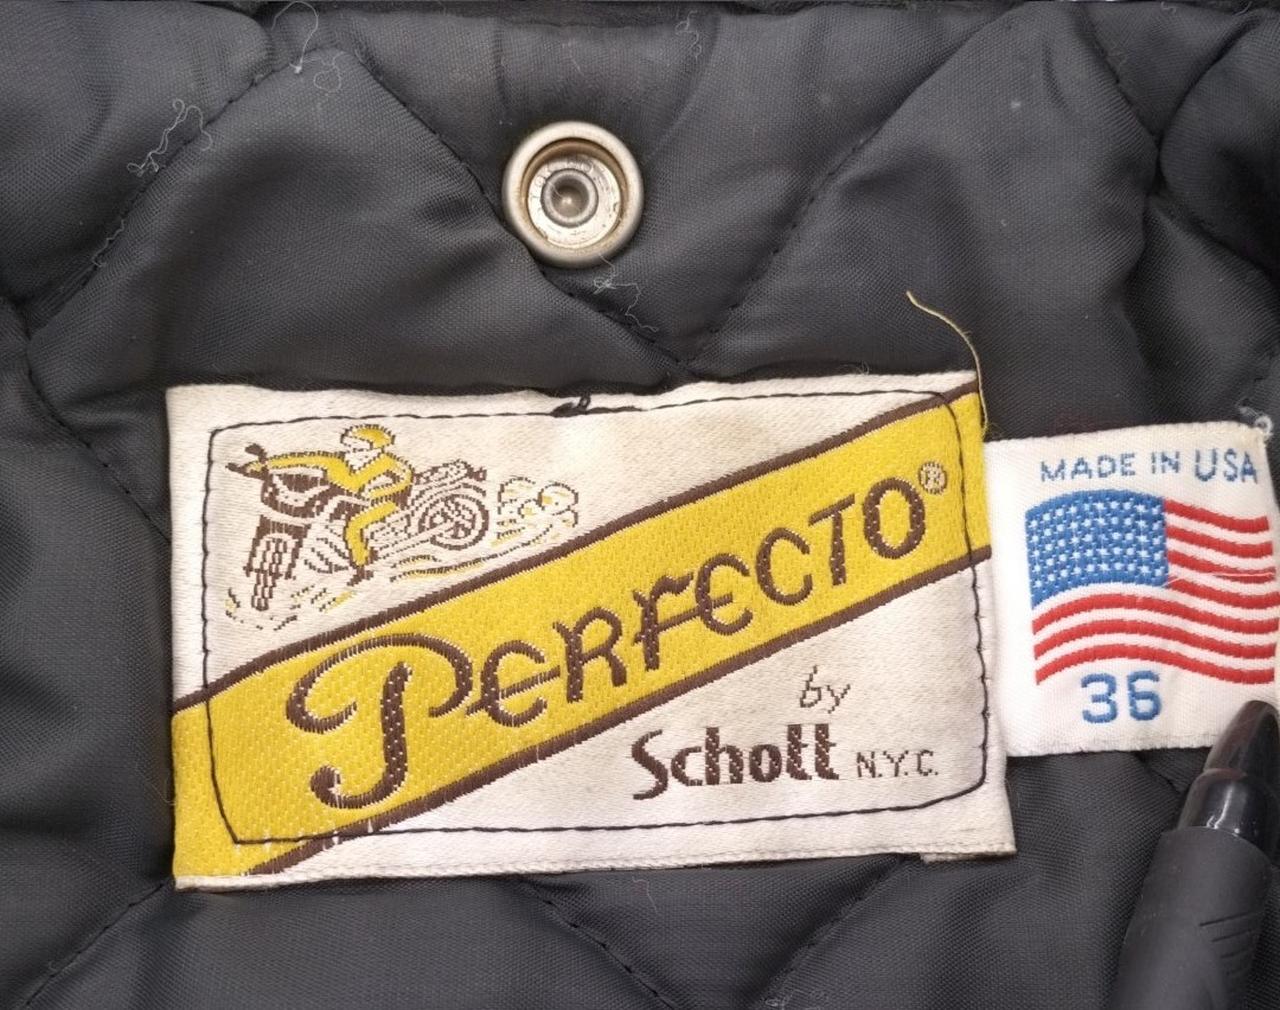 PERFECTO®
by
Schott N.Y.C.
MADE IN USA
36